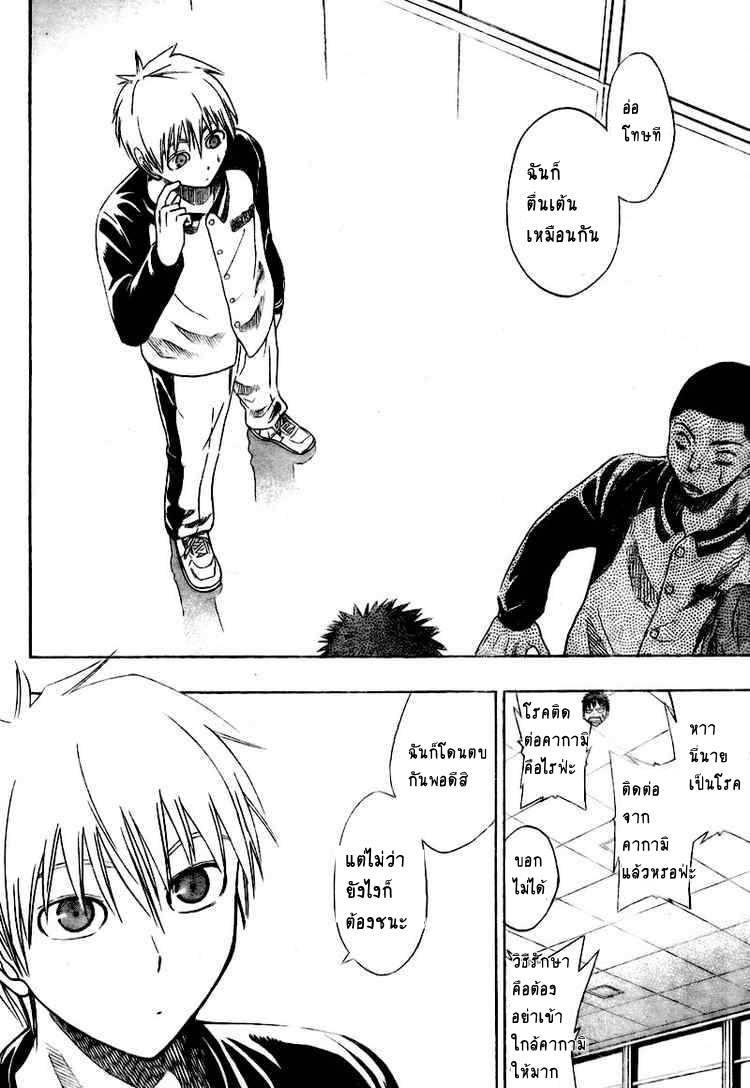 อ่อ
โทษที
ฉันก็
ตื่นเต้น
เหมือนกัน
หาา
นี่นาย
เป็นโรค
ติดต่อ
จาก
คากามิ
แล้วหรอฟ่ะ
โรคติด
ต่อคากามิ
คือไรฟ่ะ
บอก
ไม่ได้
วิธีรักษา
คือต้อง
อย่าเข้า
ใกล้คากามิ
ให้มาก
ฉันก็โดนตบ
กันพอดีสิ
แต่ไม่ว่า
ยังไงก็
ต้องชนะ